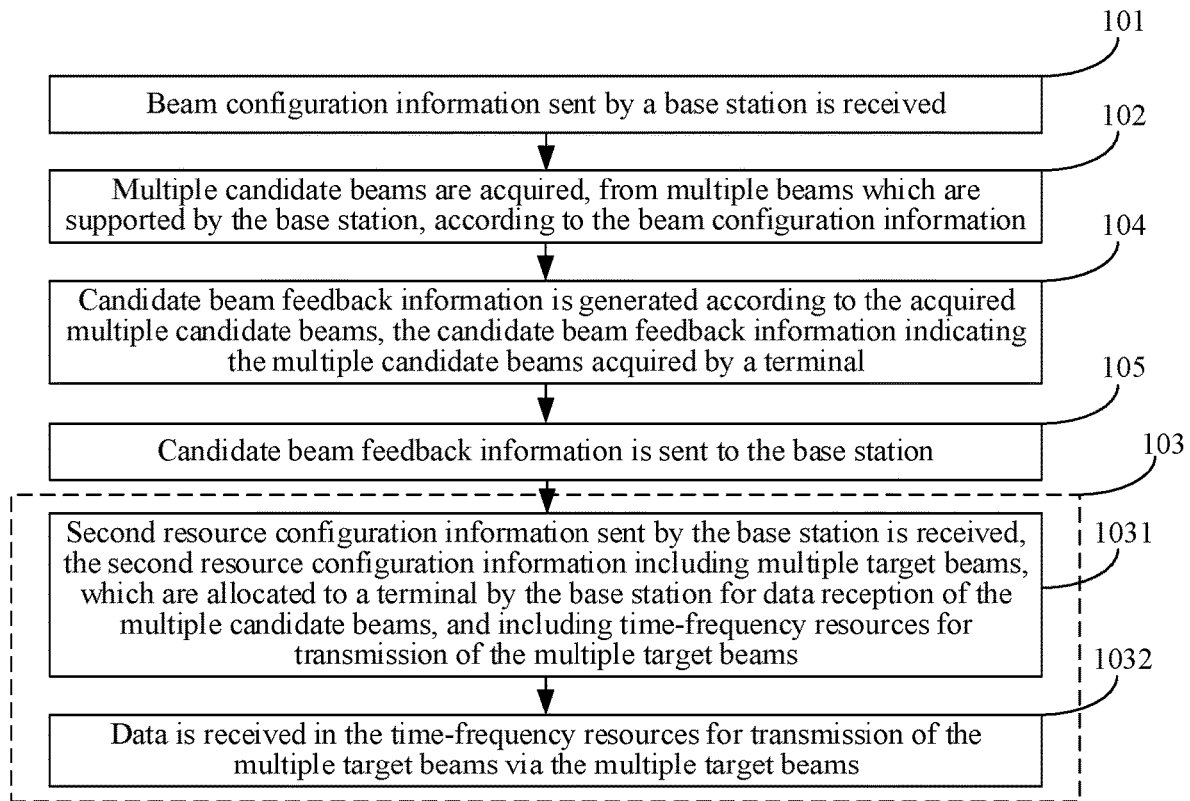 101
Beam configuration information sent by a base station is received
102
Multiple candidate beams are acquired, from multiple beams which are
supported by the base station, according to the beam configuration information
104
Candidate beam feedback information is generated according to the acquired
multiple candidate beams, the candidate beam feedback information indicating
the multiple candidate beams acquired by a terminal
105
Candidate beam feedback information is sent to the base station
103
Second resource configuration information sent by the base station is received,
the second resource configuration information including multiple target beams,
which are allocated to a terminal by the base station for data reception of the
multiple candidate beams, and including time-frequency resources for
transmission of the multiple target beams
1031
1032
Data is received in the time-frequency resources for transmission of the
multiple target beams via the multiple target beams